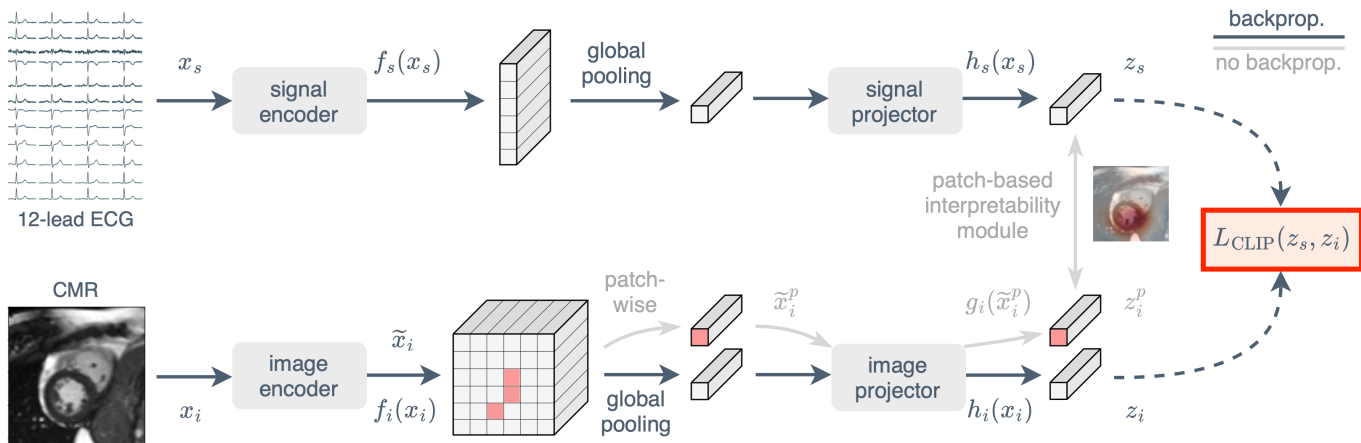 backprop.
no backprop.
x_s
signal
encoder
f_s(x_s)
global
pooling
signal
projector
h_s(x_s)
z_s
12-lead ECG
patch-based
interpretability
module
L_CLIP(z_s, z_i)
CMR
x_i
image
encoder
x̃_i
f_i(x_i)
patch-
wise
global
pooling
x̃_i^p
image
projector
g_i(x̃_i^p)
h_i(x_i)
z_i^p
z_i